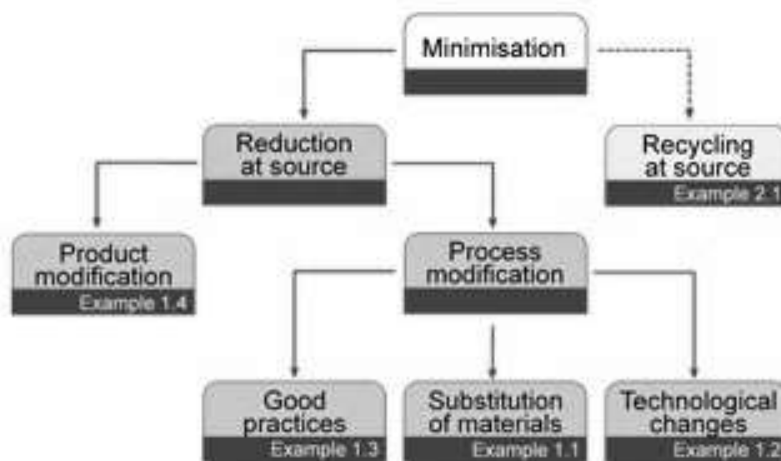 Minimisation
Reduction
at source
Recycling
at source
Example 2.1
Product
modification
Example 1.4
Process
modification
Good
practices
Example 1.3
Substitution
of materials
Example 1.1
Technological
changes
Example 1.2